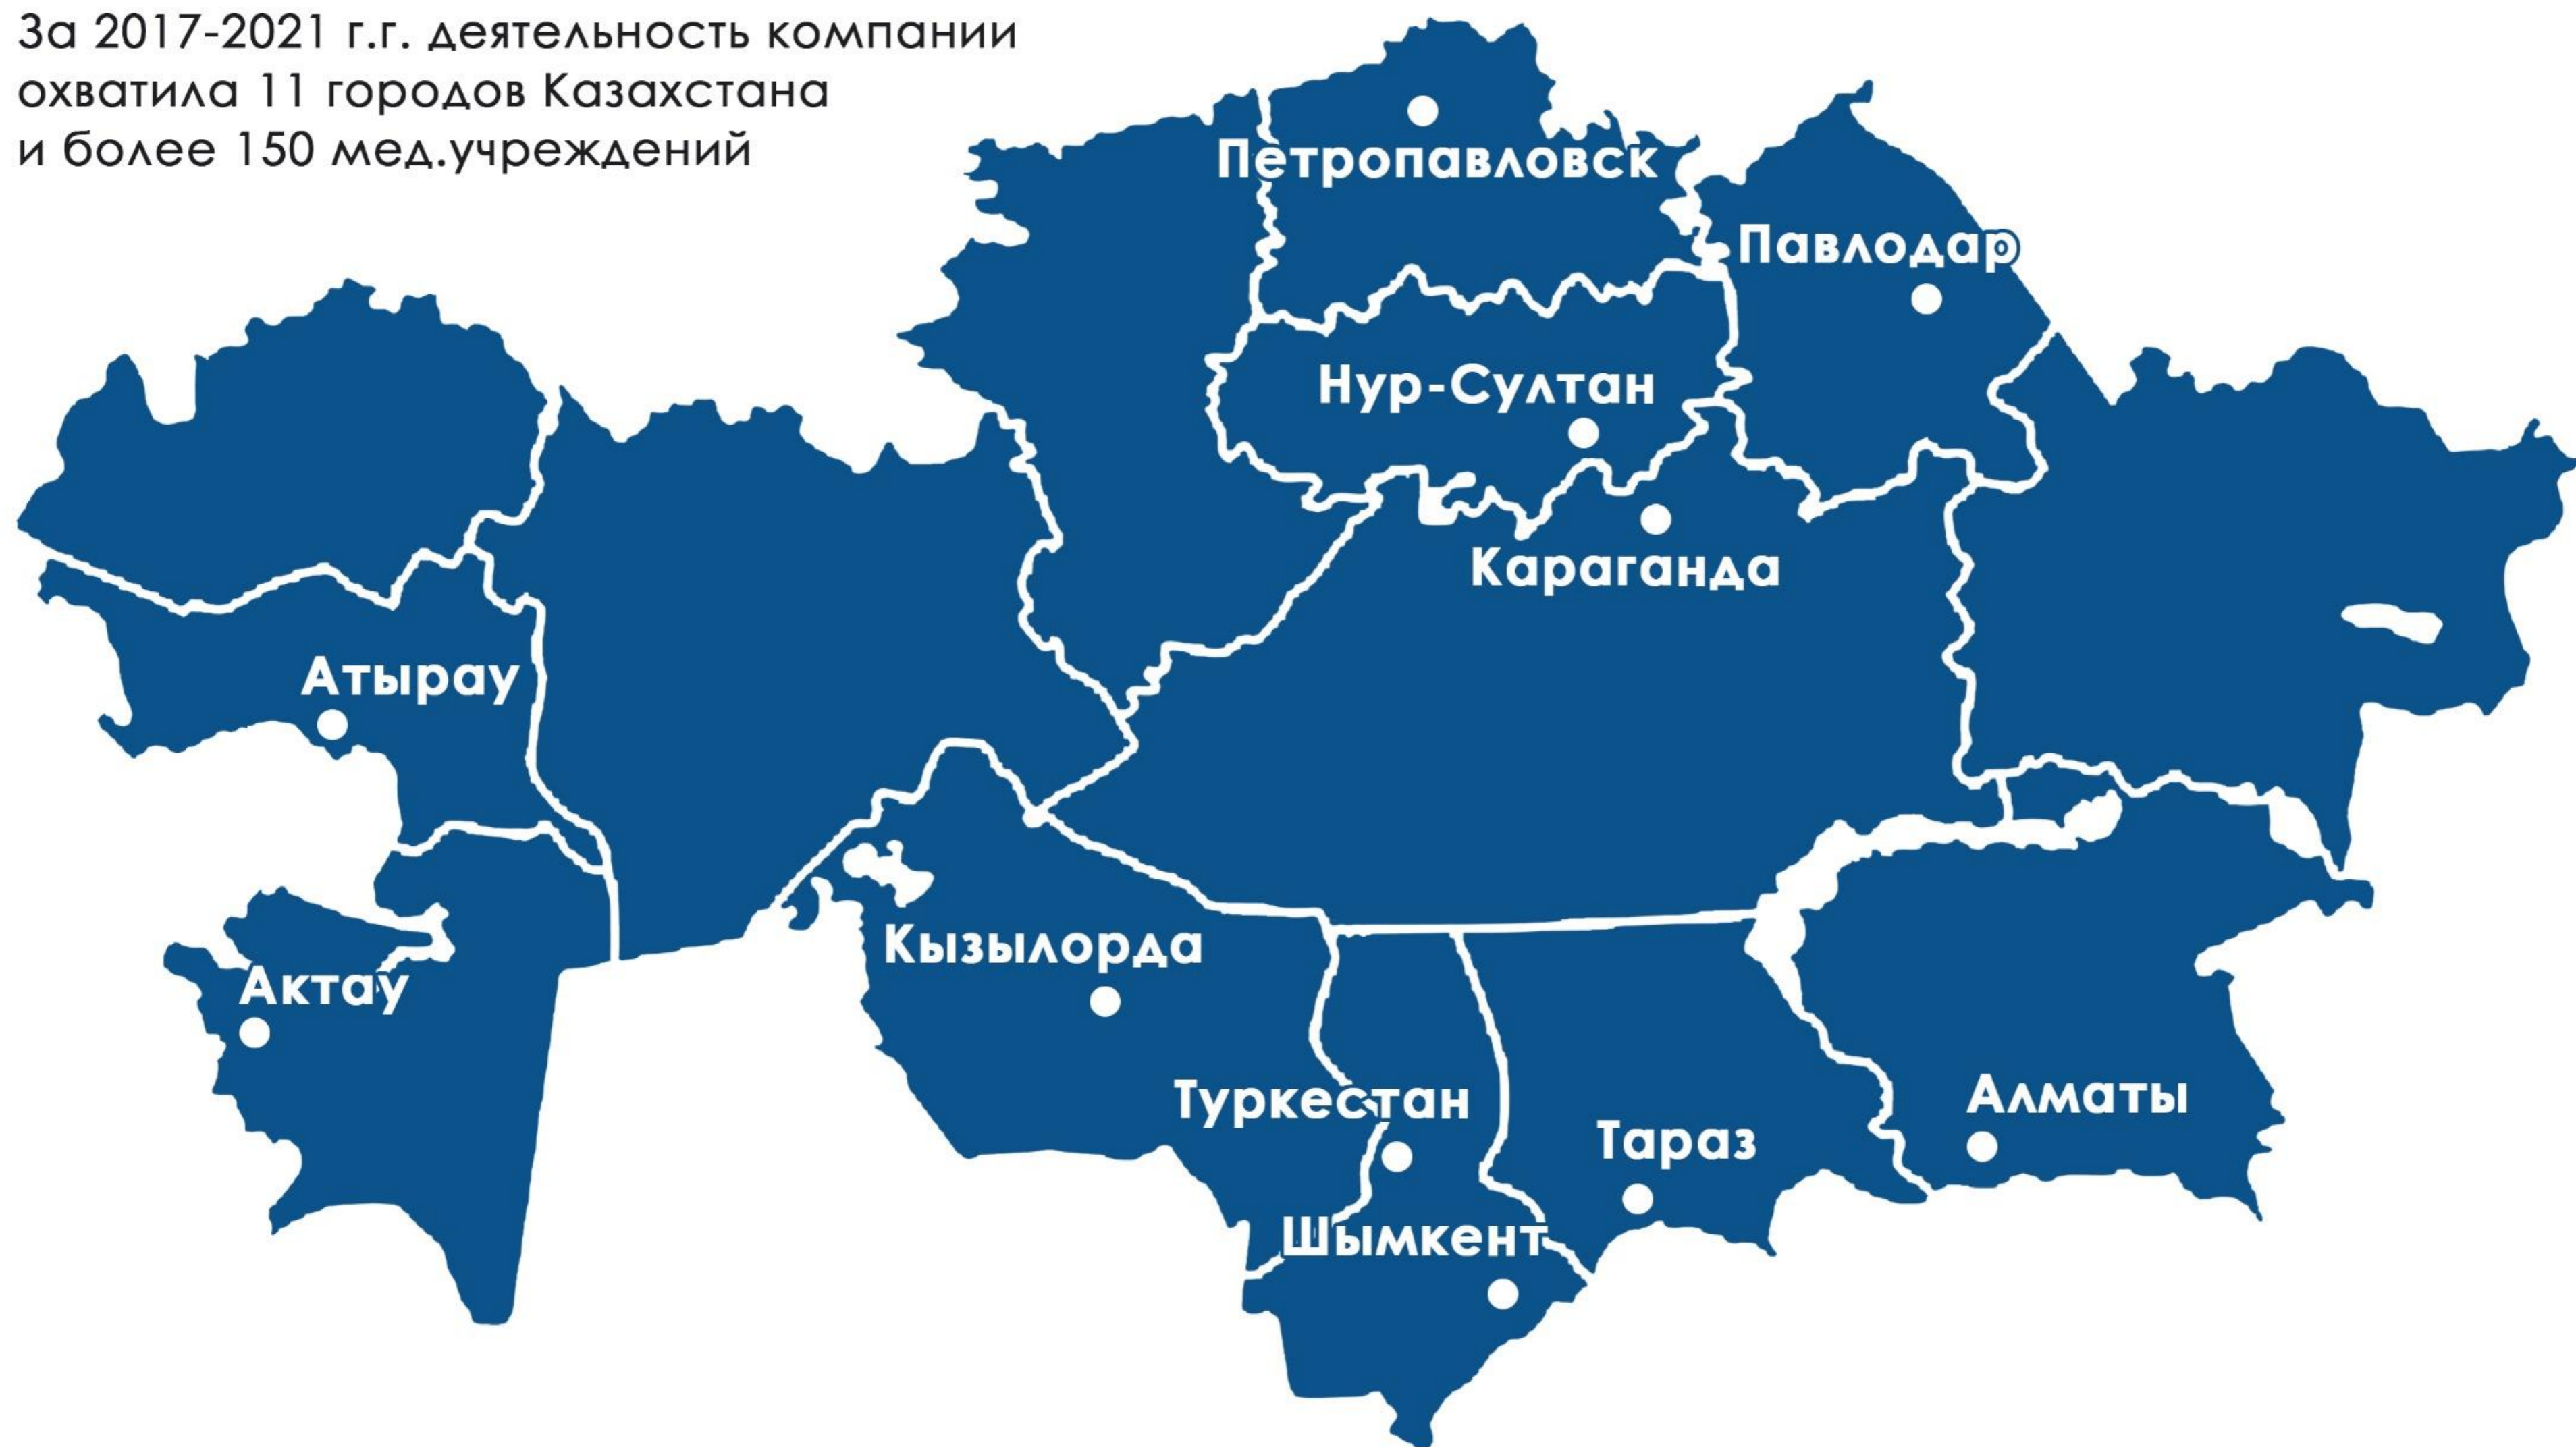 За 2017-2021 г.г. деятельность компании
охватила 11 городов Казахстана
и более 150 мед.учреждений
Петропавловск
Павлодар
Нур-Султан
Караганда
Атырау
Кызылорда
Актау
Туркестан
Алматы
Тараз
Шымкент